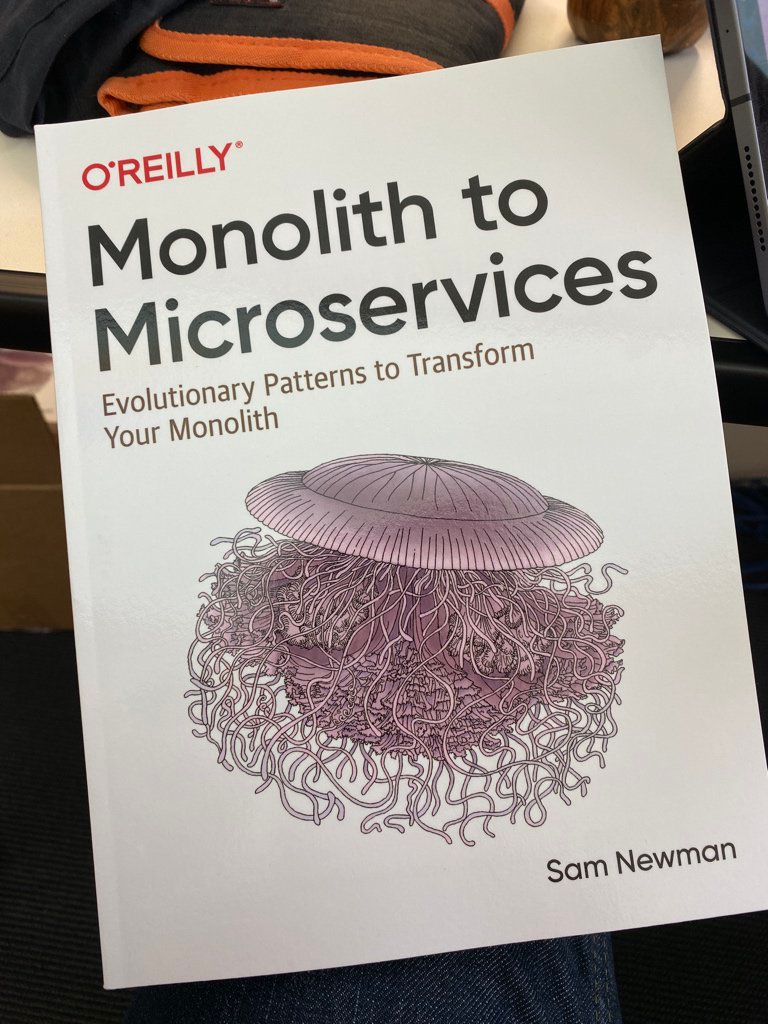 O'REILLY®
Monolith to
Microservices
Evolutionary Patterns to Transform
Your Monolith
Sam Newman